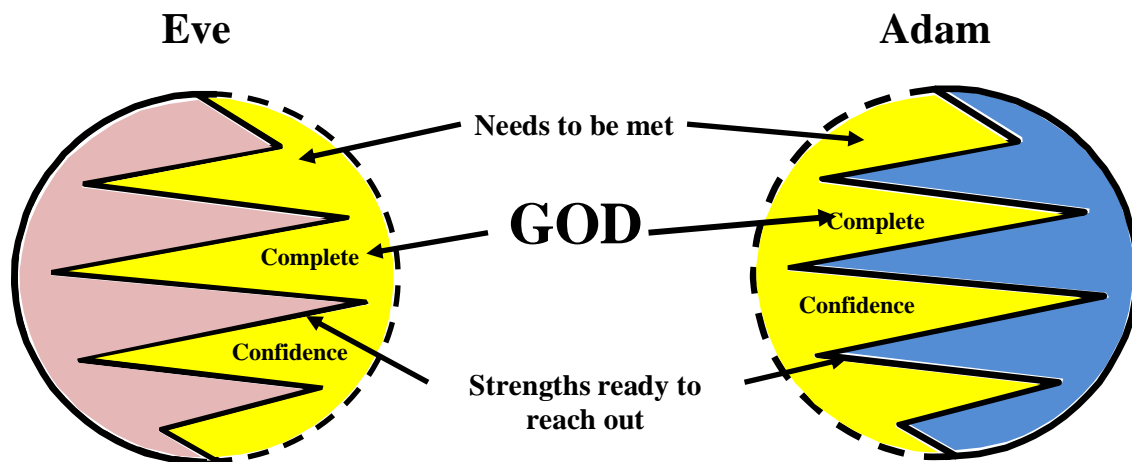 Eve
Adam
Needs to be met
GOD
Complete
Complete
Confidence
Confidence
Strengths ready to
reach out